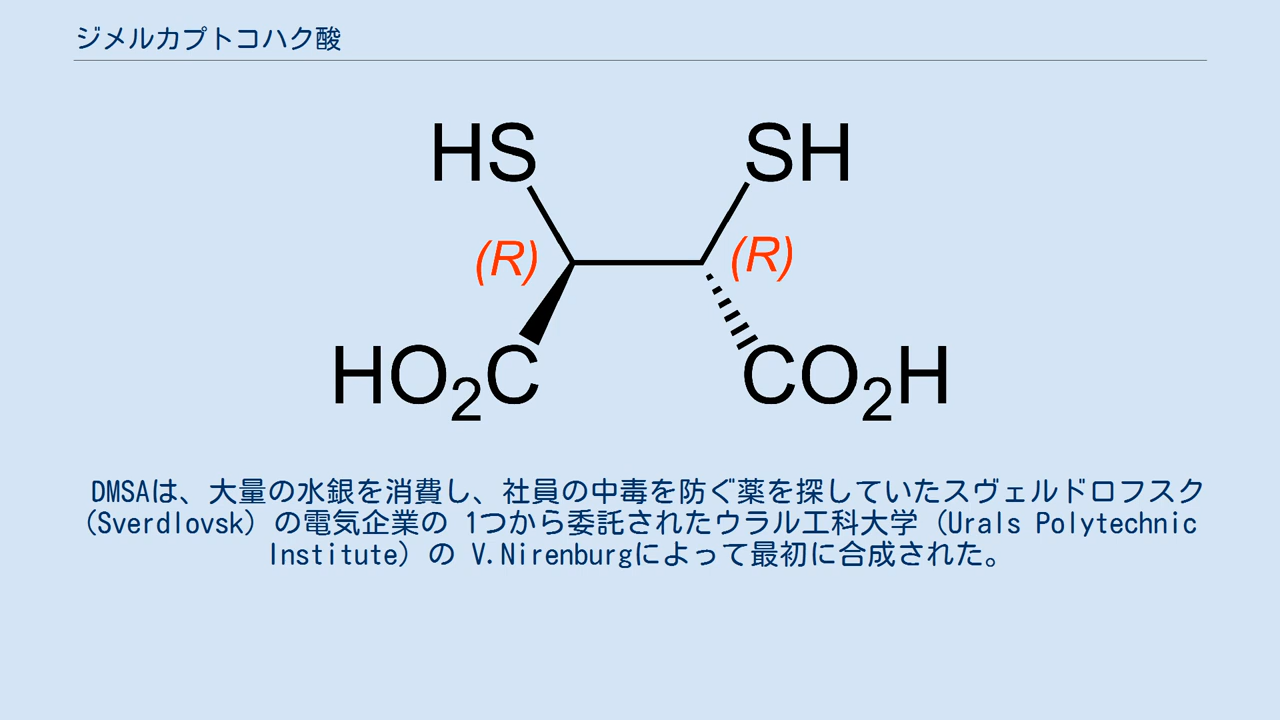 ジメルカプトコハク酸
HS SH
(R) (R)
HO2C CO2H
DMSAは、大量の水銀を消費し、社員の中毒を防ぐ薬を探していたスヴェルドロフスク
(Sverdlovsk) の電気企業の 1つから委託されたウラル工科大学 (Urals Polytechnic
Institute) の V.Nirenburgによって最初に合成された。